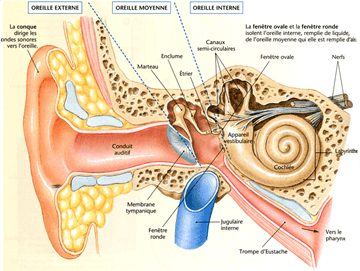 OREILLE EXTERNE
OREILLE MOYENNE
OREILLE INTERNE
La conque
dirige les
ondes sonores
vers l'oreille.
Enclume
Marteau
Étrier
Canaux
semi-circulaires
La fenêtre ovale et la fenêtre ronde
isolent l'oreille interne, remplie de liquide,
de l'oreille moyenne qui elle est remplie d'air.
Fenêtre ovale
Nerfs
Conduit
auditif
Appareil
vestibulaire
Cochlée
Labyrinthe
Membrane
tympanique
Fenêtre
ronde
Jugulaire
interne
Vers le
pharynx
Trompe d'Eustache